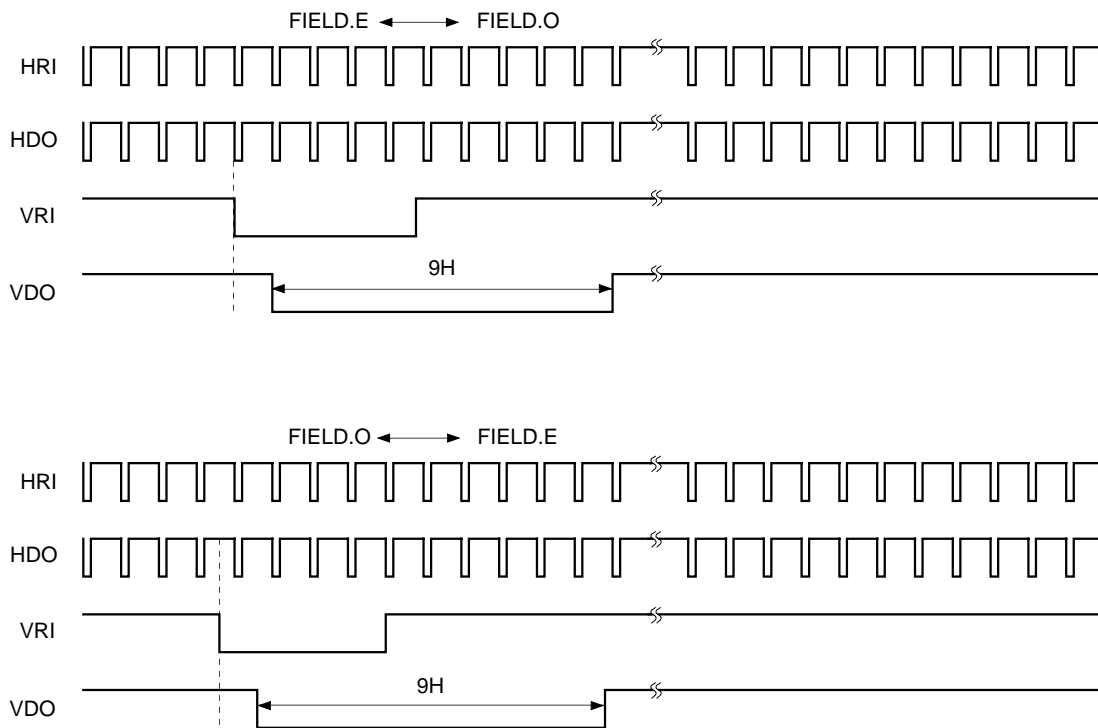 FIELD.E FIELD.O
HRI
HDO
VRI
9H
VDO
FIELD.O FIELD.E
HRI
HDO
VRI
9H
VDO